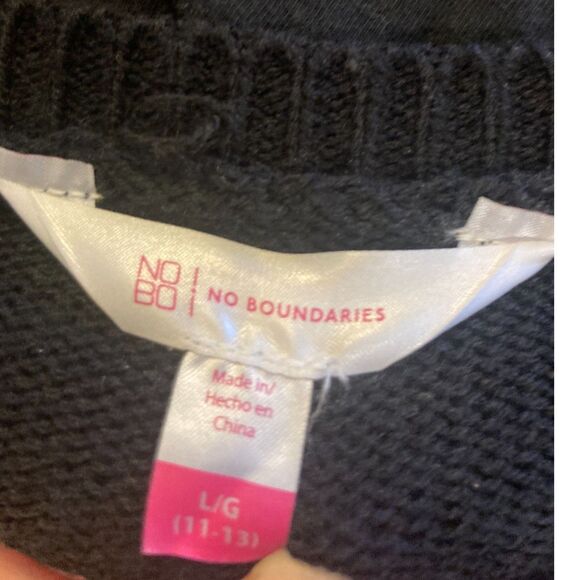 NO
BO
NO BOUNDARIES
Made in/
Hecho en
China
L/G
(11-13)